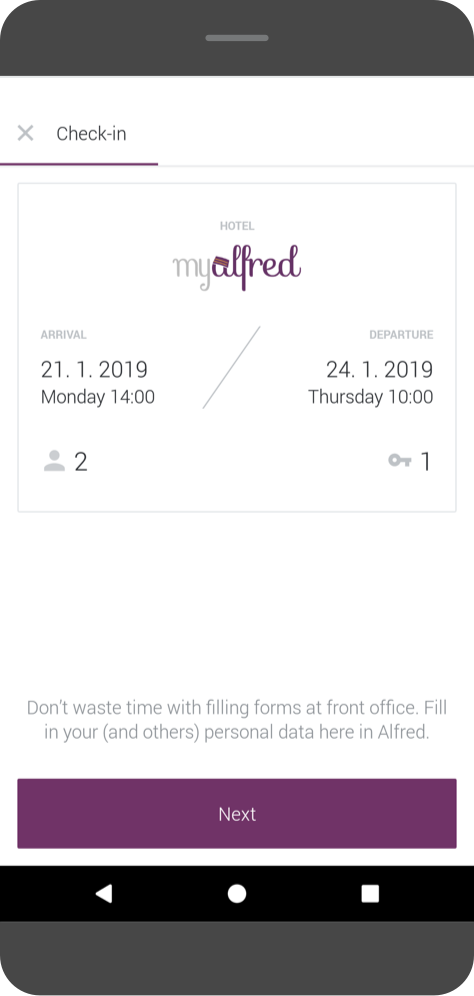 Check-in
HOTEL
myalfred
ARRIVAL
DEPARTURE
21. 1. 2019
24. 1. 2019
Monday 14:00
Thursday 10:00
2
1
Don't waste time with filling forms at front office. Fill
in your (and others) personal data here in Alfred.
Next